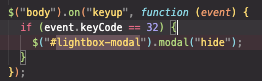 $("body").on("keyup", function (event) {
  if (event.keyCode == 32) {
    $("#lightbox-modal").modal("hide");
  }
});